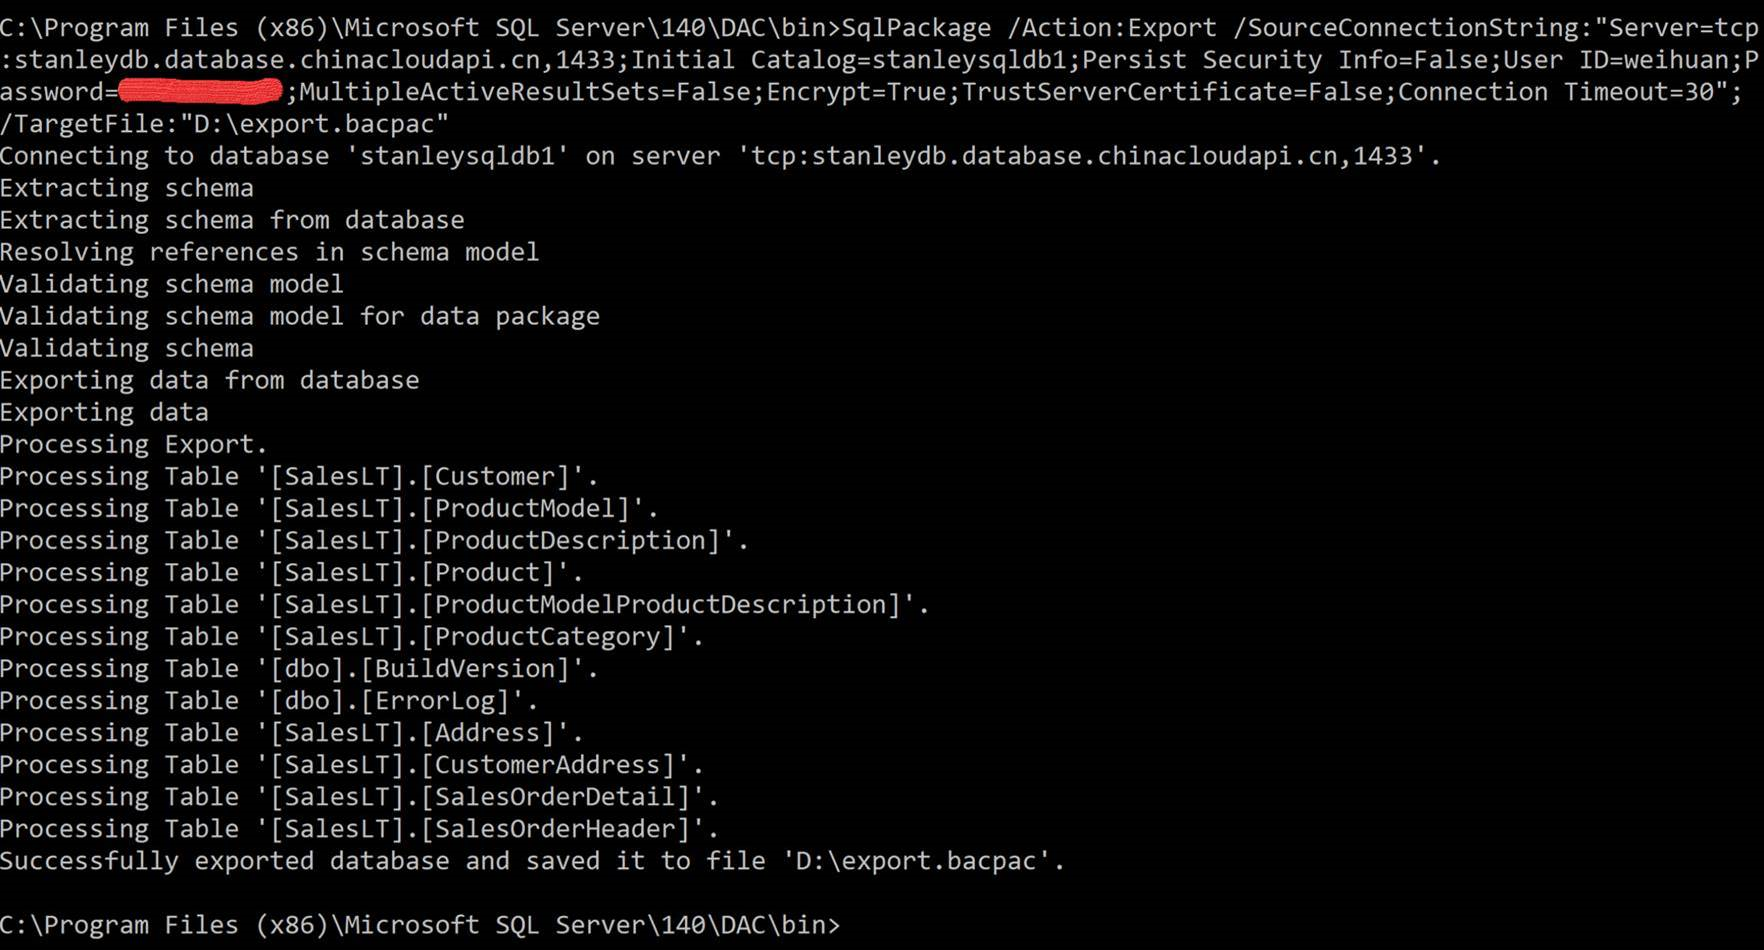 C:\Program Files (x86)\Microsoft SQL Server\140\DAC\bin>SqlPackage /Action:Export /SourceConnectionString:"Server=tcp
:stanleydb.database.chinacloudapi.cn,1433;Initial Catalog=stanleysqldb1;Persist Security Info=False;User ID=weihuan;P
assword=;MultipleActiveResultSets=False;Encrypt=True;TrustServerCertificate=False;Connection Timeout=30";
/TargetFile:"D:\export.bacpac"
Connecting to database 'stanleysqldb1' on server 'tcp:stanleydb.database.chinacloudapi.cn,1433'.
Extracting schema
Extracting schema from database
Resolving references in schema model
Validating schema model
Validating schema model for data package
Validating schema
Exporting data from database
Exporting data
Processing Export.
Processing Table '[SalesLT].[Customer]'.
Processing Table '[SalesLT].[ProductModel]'.
Processing Table '[SalesLT].[ProductDescription]'.
Processing Table '[SalesLT].[Product]'.
Processing Table '[SalesLT].[ProductModelProductDescription]'.
Processing Table '[SalesLT].[ProductCategory]'.
Processing Table '[dbo].[BuildVersion]'.
Processing Table '[dbo].[ErrorLog]'.
Processing Table '[SalesLT].[Address]'.
Processing Table '[SalesLT].[CustomerAddress]'.
Processing Table '[SalesLT].[SalesOrderDetail]'.
Processing Table '[SalesLT].[SalesOrderHeader]'.
Successfully exported database and saved it to file 'D:\export.bacpac'.
C:\Program Files (x86)\Microsoft SQL Server\140\DAC\bin>